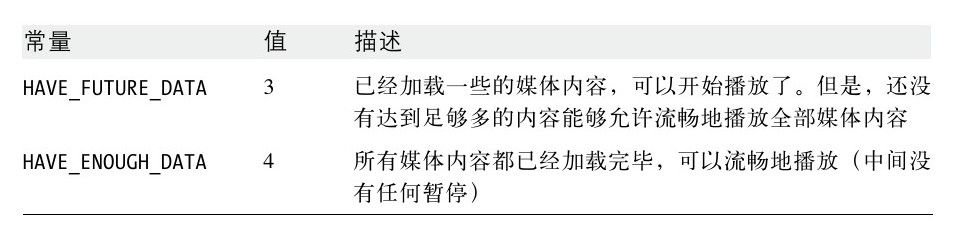 常量 值 描述
HAVE_FUTURE_DATA 3 已经加载一些的媒体内容，可以开始播放了。但是，还没
有达到足够多的内容能够允许流畅地播放全部媒体内容
HAVE_ENOUGH_DATA 4 所有媒体内容都已经加载完毕，可以流畅地播放（中间没
有任何暂停）